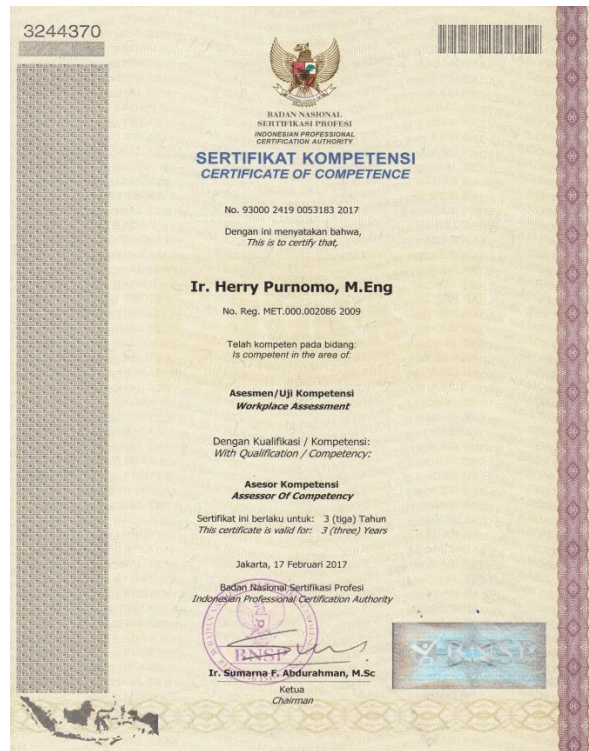 3244370
BADAN NASIONAL
SERTIFIKASI PROFESI
INDONESIAN PROFESSIONAL
CERTIFICATION AUTHORITY
SERTIFIKAT KOMPETENSI
CERTIFICATE OF COMPETENCE
No. 93000 2419 0053183 2017
Dengan ini menyatakan bahwa,
This is to certify that,
Ir. Herry Purnomo, M.Eng
No. Reg. MET.000.002086 2009
Telah kompeten pada bidang:
Is competent in the area of:
Asesmen/Uji Kompetensi
Workplace Assessment
Dengan Kualifikasi / Kompetensi:
With Qualification / Competency:
Asesor Kompetensi
Assessor Of Competency
Sertifikat ini berlaku untuk: 3 (tiga) Tahun
This certificate is valid for: 3 (three) Years
Jakarta, 17 Februari 2017
Badan Nasional Sertifikasi Profesi
Indonesian Professional Certification Authority
BNSP
BNSP
Ir. Sumarna F. Abdurahman, M.Sc
Ketua
Chairman